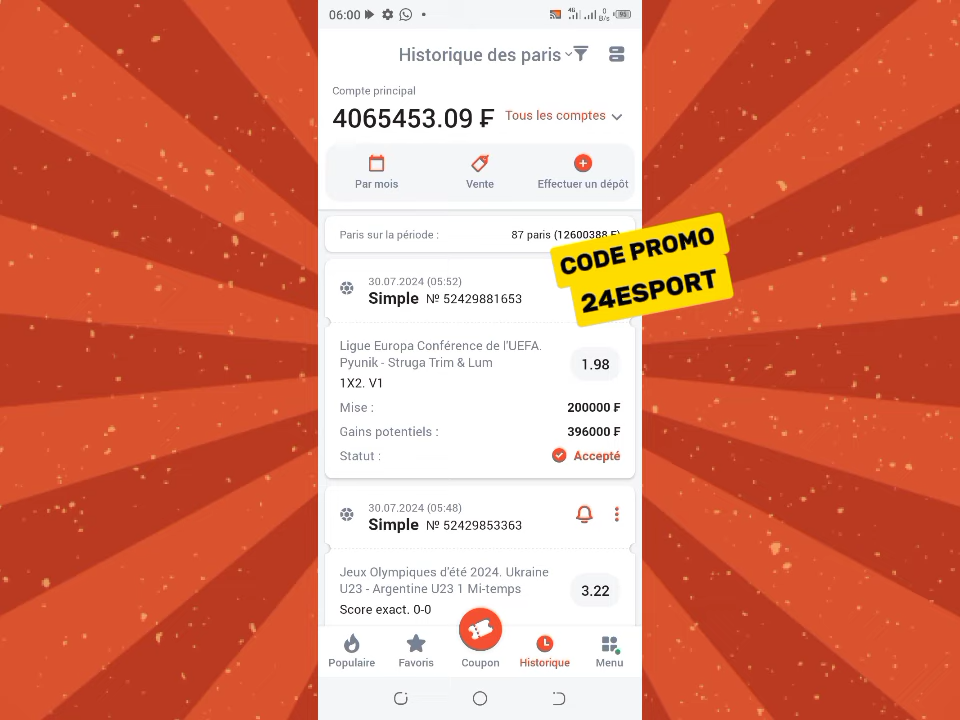 06:00
4G
0
B/s
95
Historique des paris
Compte principal
4065453.09 ₣
Tous les comptes
Par mois
Vente
Effectuer un dépôt
Paris sur la période :
87 paris (12600388 ₣)
CODE PROMO
24ESPORT
30.07.2024 (05:52)
Simple № 52429881653
Ligue Europa Conférence de l'UEFA.
Pyunik - Struga Trim & Lum
1.98
1X2. V1
Mise :
200000 ₣
Gains potentiels :
396000 ₣
Statut :
Accepté
30.07.2024 (05:48)
Simple № 52429853363
Jeux Olympiques d'été 2024. Ukraine
U23 - Argentine U23 1 Mi-temps
3.22
Score exact. 0-0
Populaire
Favoris
Coupon
Historique
Menu